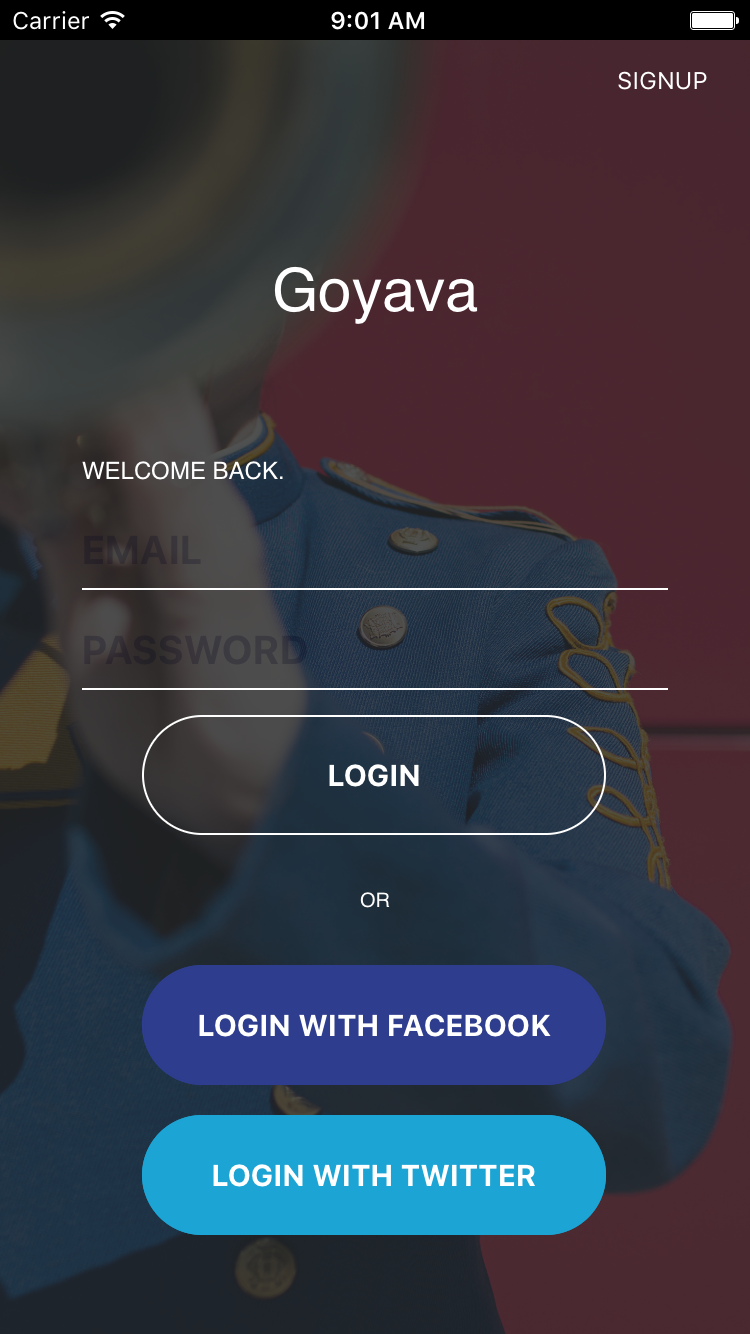 Carrier 9:01 AM
SIGNUP
Goyava
WELCOME BACK.
EMAIL
PASSWORD
LOGIN
OR
LOGIN WITH FACEBOOK
LOGIN WITH TWITTER